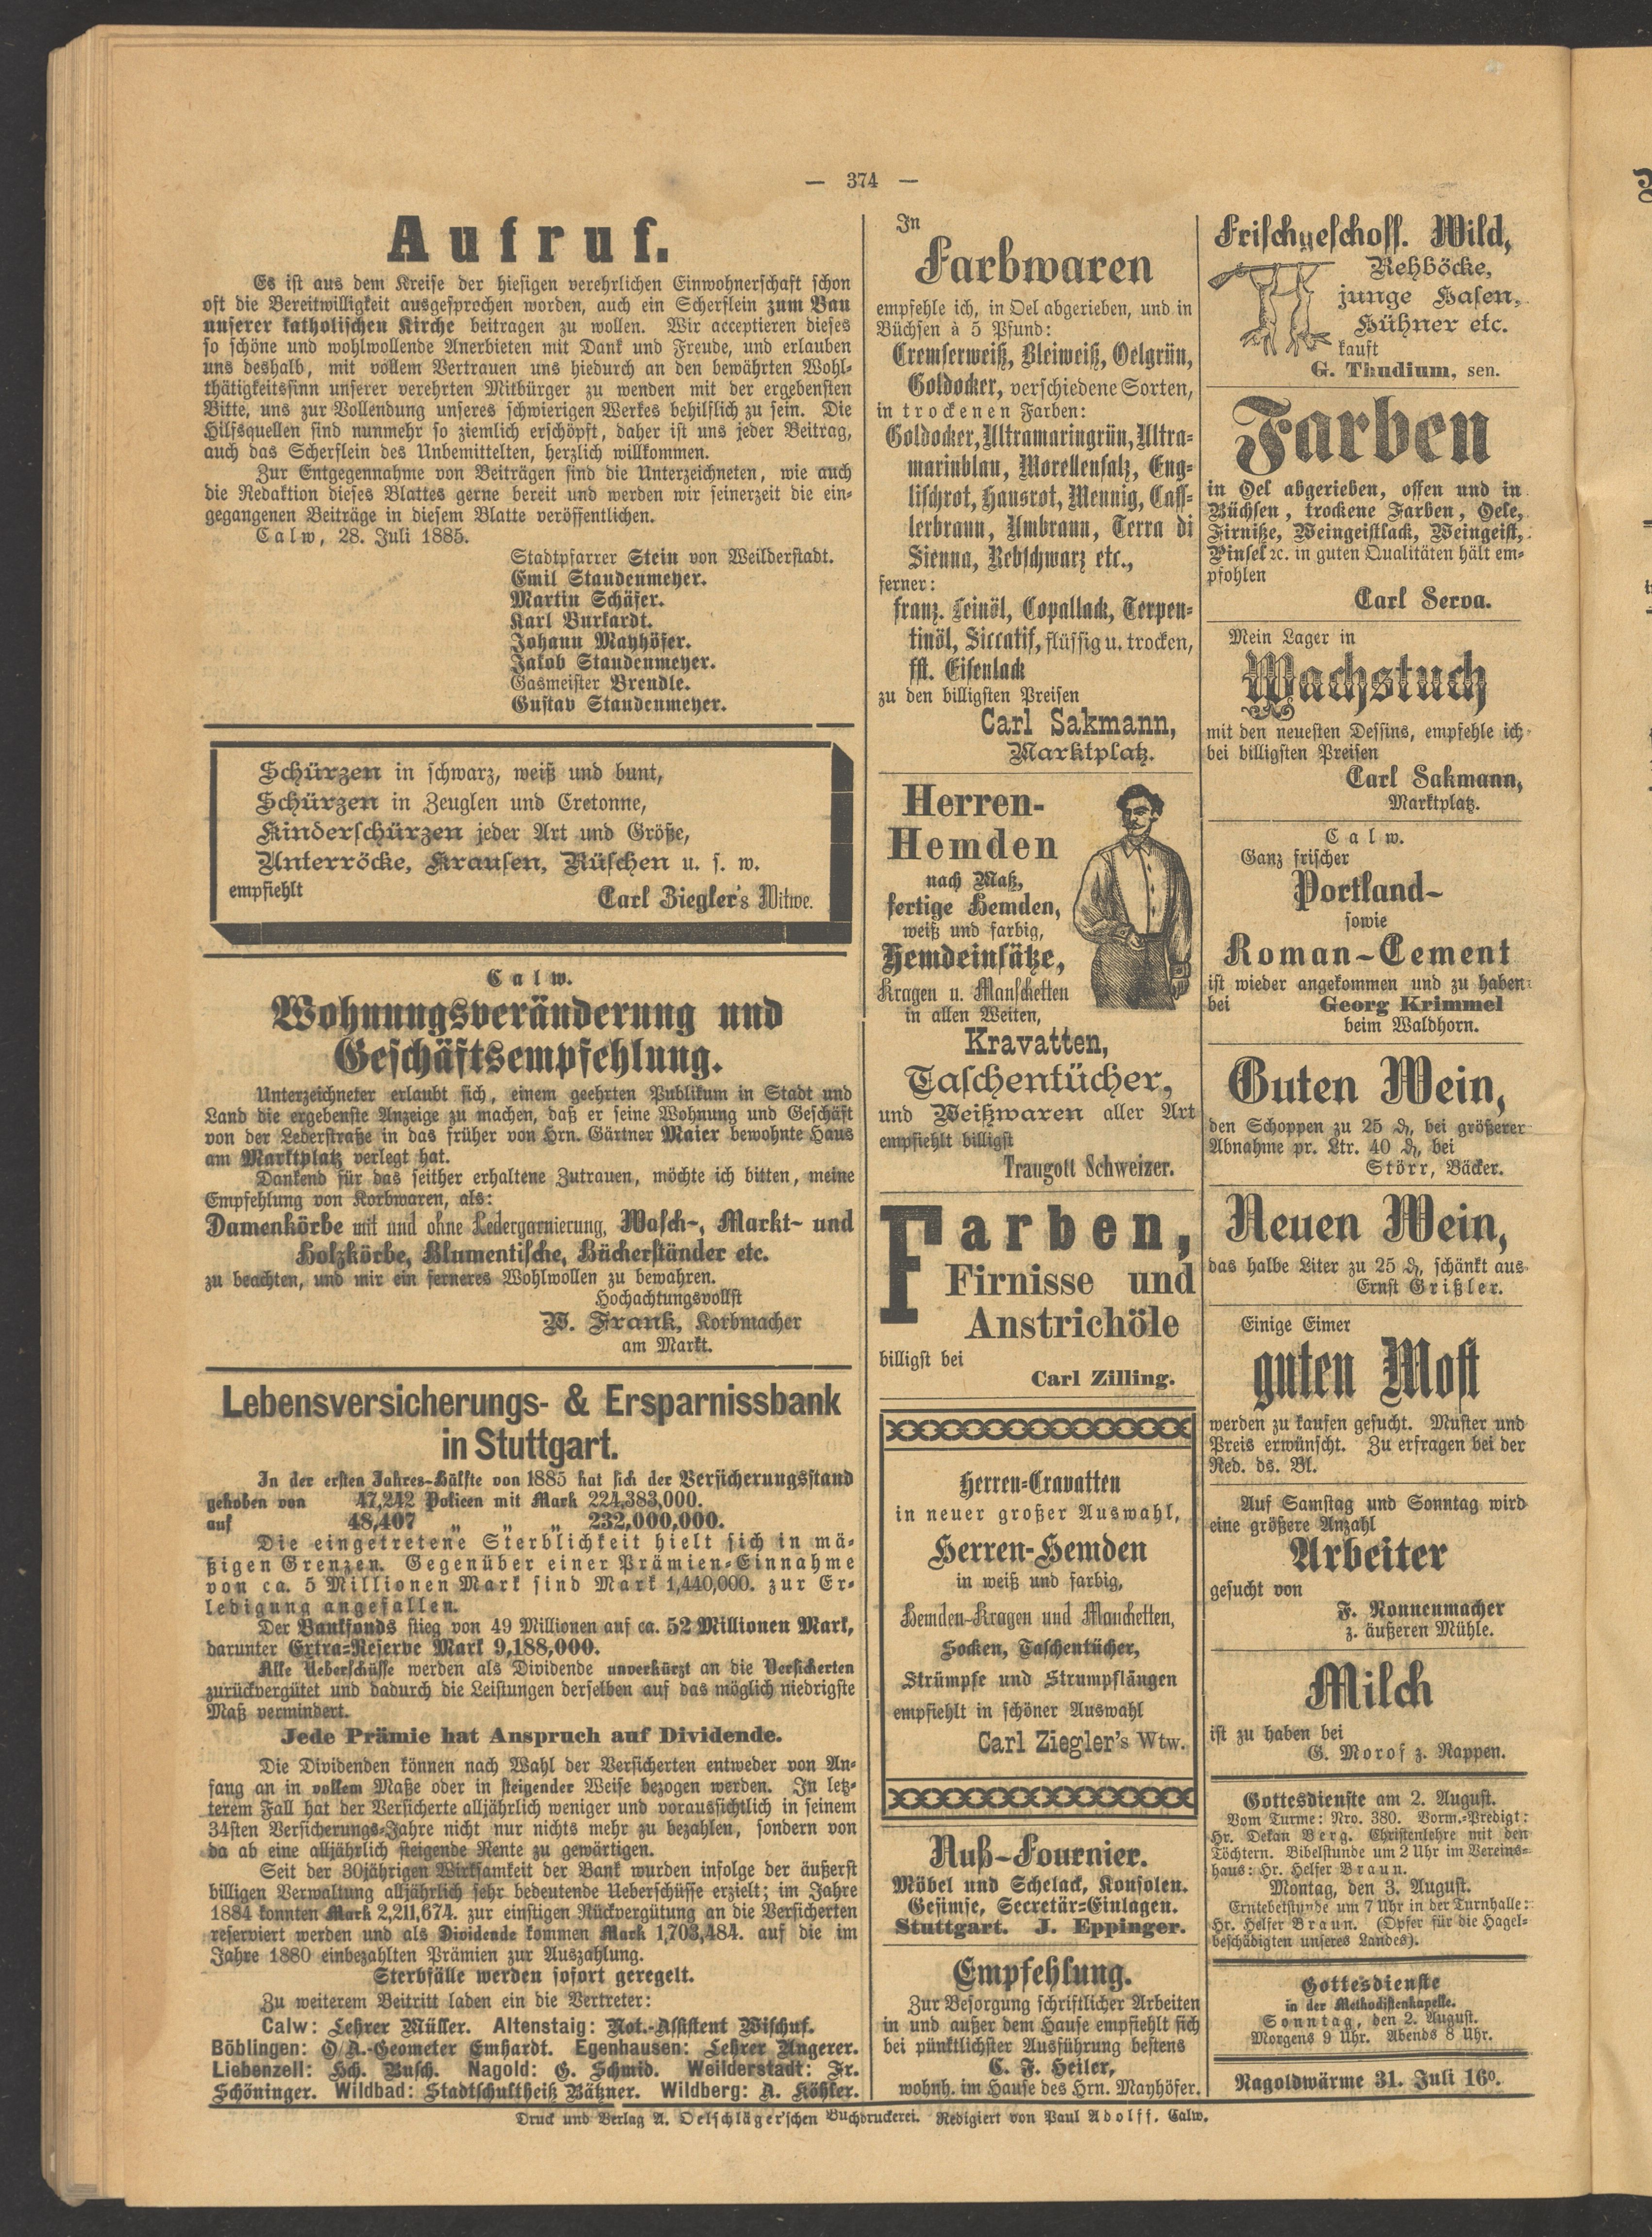 — 374 —
Aufruf.
Es ist aus dem Kreise der hiesigen verehrlichen Einwohnerschaft schon
oft die Bereitwilligkeit ausgesprochen worden, auch ein Scherflein zum Bau
unserer katholischen Kirche beitragen zu wollen. Wir acceptieren dieses
so schöne und wohlwollende Anerbieten mit Dank und Freude, und erlauben
uns deshalb, mit vollem Vertrauen uns hiedurch an den bewährten Wohl-
thätigkeitssinn unserer verehrten Mitbürger zu wenden mit der ergebensten
Bitte, uns zur Vollendung unseres schwierigen Werkes behilflich zu sein. Die
Hilfsquellen sind nunmehr so ziemlich erschöpft, daher ist uns jeder Beitrag,
auch das Scherflein des Unbemittelten, herzlich willkommen.
Zur Entgegennahme von Beiträgen sind die Unterzeichneten, wie auch
die Redaktion dieses Blattes gerne bereit und werden wir seinerzeit die ein-
gegangenen Beiträge in diesem Blatte veröffentlichen.
Calw, 28. Juli 1885.
Stadtpfarrer Stein von Weilderstadt.
Emil Staudenmeyer.
Martin Schäfer.
Karl Burkardt.
Johann Mayhöfer.
Jakob Staudenmeyer.
Gasmeister Brendle.
Gustav Staudenmeyer.
Schürzen in schwarz, weiß und bunt,
Schürzen in Zeuglen und Cretonne,
Kinderschürzen jeder Art und Größe,
Unterröcke, Krausen, Rüschen u. s. w.
empfiehlt
Carl Ziegler's Witwe.
Calw.
Wohnungsveränderung und
Geschäftsempfehlung.
Unterzeichneter erlaubt sich, einem geehrten Publikum in Stadt und
Land die ergebenste Anzeige zu machen, daß er seine Wohnung und Geschäft
von der Lederstraße in das früher von Hrn. Gärtner Maier bewohnte Haus
am Marktplatz verlegt hat.
Dankend für das seither erhaltene Zutrauen, möchte ich bitten, meine
Empfehlung von Korbwaren, als:
Damenkörbe mit und ohne Ledergarnierung, Wasch-, Markt- und
Holzkörbe, Blumentische, Bücherständer etc.
zu beachten, und mir ein ferneres Wohlwollen zu bewahren.
Hochachtungsvollst
W. Frank, Korbmacher
am Markt.
Lebensversicherungs- & Ersparnissbank
in Stuttgart.
In der ersten Jahres-Hälfte von 1885 hat sich der Versicherungsstand
gehoben von 47,242 Policen mit Mark 224,383,000.
auf 48,407 „ „ „ 232,000,000.
Die eingetretene Sterblichkeit hielt sich in mä-
ßigen Grenzen. Gegenüber einer Prämien-Einnahme
von ca. 5 Millionen Mark sind Mark 1,440,000. zur Er-
ledigung angefallen.
Der Bankfonds stieg von 49 Millionen auf ca. 52 Millionen Mark,
darunter Extra-Reserve Mark 9,188,000.
Alle Ueberschüsse werden als Dividende unverkürzt an die Versicherten
zurückvergütet und dadurch die Leistungen derselben auf das möglich niedrigste
Maß vermindert.
Jede Prämie hat Anspruch auf Dividende.
Die Dividenden können nach Wahl der Versicherten entweder von An-
fang an in vollem Maße oder in steigender Weise bezogen werden. In letz-
terem Fall hat der Versicherte alljährlich weniger und voraussichtlich in seinem
34sten Versicherungs-Jahre nicht nur nichts mehr zu bezahlen, sondern von
da ab eine alljährlich steigende Rente zu gewärtigen.
Seit der 30jährigen Wirksamkeit der Bank wurden infolge der äußerst
billigen Verwaltung alljährlich sehr bedeutende Ueberschüsse erzielt; im Jahre
1884 konnten Mark 2,211,674. zur einstigen Rückvergütung an die Versicherten
reserviert werden und als Dividende kommen Mark 1,703,484. auf die im
Jahre 1880 einbezahlten Prämien zur Auszahlung.
Sterbfälle werden sofort geregelt.
Zu weiterem Beitritt laden ein die Vertreter:
Calw: Lehrer Müller. Altenstaig: Not.-Assistent Wischuf.
Böblingen: O/A.-Geometer Emhardt. Egenhausen: Lehrer Angerer.
Liebenzell: Hch. Busch. Nagold: G. Schmid. Weilderstadt: Fr.
Schöninger. Wildbad: Stadtschultheiß Bätzner. Wildberg: A. Köhler.
In
Farbwaren
empfehle ich, in Oel abgerieben, und in
Büchsen à 5 Pfund:
Cremserweiß, Bleiweiß, Oelgrün,
Goldocker, verschiedene Sorten,
in trockenen Farben:
Goldocker, Ultramaringrün, Ultra-
marinblau, Morellensalz, Eng-
lischrot, Hausrot, Mennig, Cass-
lerbraun, Umbraun, Terra di
Sienna, Rebschwarz etc.,
ferner:
franz. Leinöl, Copallack, Terpen-
tinöl, Siccatif, flüssig u. trocken,
fst. Eisenlack
zu den billigsten Preisen
Carl Sakmann,
Marktplatz.
Herren-
Hemden
nach Maß,
fertige Hemden,
weiß und farbig,
Hemdeinsätze,
Kragen u. Manschetten
in allen Weiten,
Kravatten,
Taschentücher,
und Weißwaren aller Art
empfiehlt billigst
Traugott Schweizer.
Farben,
Firnisse und
Anstrichöle
billigst bei
Carl Zilling.
Herren-Cravatten
in neuer großer Auswahl,
Herren-Hemden
in weiß und farbig,
Hemden-Kragen und Manchetten,
Socken, Taschentücher,
Strümpfe und Strumpflängen
empfiehlt in schöner Auswahl
Carl Ziegler's Wtw.
Nuß-Fournier.
Möbel und Schelack, Konsolen.
Gesimse, Secretär-Einlagen.
Stuttgart. J. Eppinger.
Empfehlung.
Zur Besorgung schriftlicher Arbeiten
in und außer dem Hause empfiehlt sich
bei pünktlichster Ausführung bestens
C. F. Heiler,
wohnh. im Hause des Hrn. Mayhöfer.
Frischgeschoss. Wild,
Rehböcke,
junge Hasen,
Hühner etc.
kauft
G. Thudium, sen.
Farben
in Oel abgerieben, offen und in
Büchsen, trockene Farben, Oele,
Firniße, Weingeistlack, Weingeist,
Pinsel ꝛc. in guten Qualitäten hält em-
pfohlen
Carl Serva.
Mein Lager in
Wachstuch
mit den neuesten Dessins, empfehle ich
bei billigsten Preisen
Carl Sakmann,
Marktplatz.
Calw.
Ganz frischer
Portland-
sowie
Roman-Cement
ist wieder angekommen und zu haben
bei Georg Krimmel
beim Waldhorn.
Guten Wein,
den Schoppen zu 25 ₰, bei größerer
Abnahme pr. Ltr. 40 ₰, bei
Störr, Bäcker.
Neuen Wein,
das halbe Liter zu 25 ₰, schänkt aus
Ernst Grißler.
Einige Eimer
guten Most
werden zu kaufen gesucht. Muster und
Preis erwünscht. Zu erfragen bei der
Red. ds. Bl.
Auf Samstag und Sonntag wird
eine größere Anzahl
Arbeiter
gesucht von
F. Nonnenmacher
z. äußeren Mühle.
Milch
ist zu haben bei
G. Morof z. Rappen.
Gottesdienste am 2. August.
Vom Turme: Nro. 380. Vorm.-Predigt:
Hr. Dekan Berg. Christenlehre mit den
Töchtern. Bibelstunde um 2 Uhr im Vereins-
haus: Hr. Helfer Braun.
Montag, den 3. August.
Erntebetstunde um 7 Uhr in der Turnhalle:
Hr. Helfer Braun. (Opfer für die Hagel-
beschädigten unseres Landes).
Gottesdienste
in der Methodistenkapelle.
Sonntag, den 2. August.
Morgens 9 Uhr. Abends 8 Uhr.
Nagoldwärme 31. Juli 16º.
Druck und Verlag A. Oelschläger'schen Buchdruckerei. Redigiert von Paul Adolff, Calw.